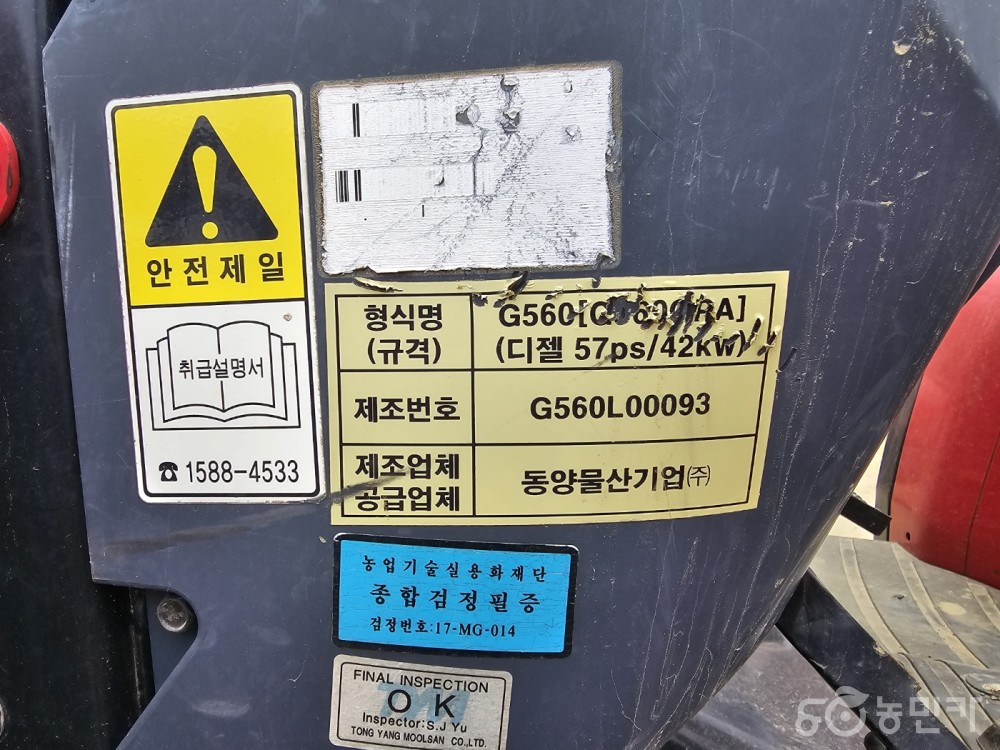 안전제일
취급설명서
☎ 1588-4533
형식명
(규격)
G560
(디젤 57ps/42kw)
제조번호
G560L00093
제조업체
공급업체
동양물산기업㈜
농업기술실용화재단
종합검정필증
검정번호:17-MG-014
FINAL INSPECTION
O K
Inspector:S.J Yu
TONG YANG MOOLSAN CO.,LTD.
농민카